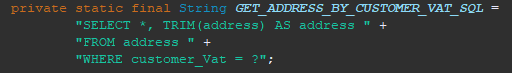 private static final String GET_ADDRESS_BY_CUSTOMER_VAT_SQL =
"SELECT *, TRIM(address) AS address " +
"FROM address " +
"WHERE customer_Vat = ?";